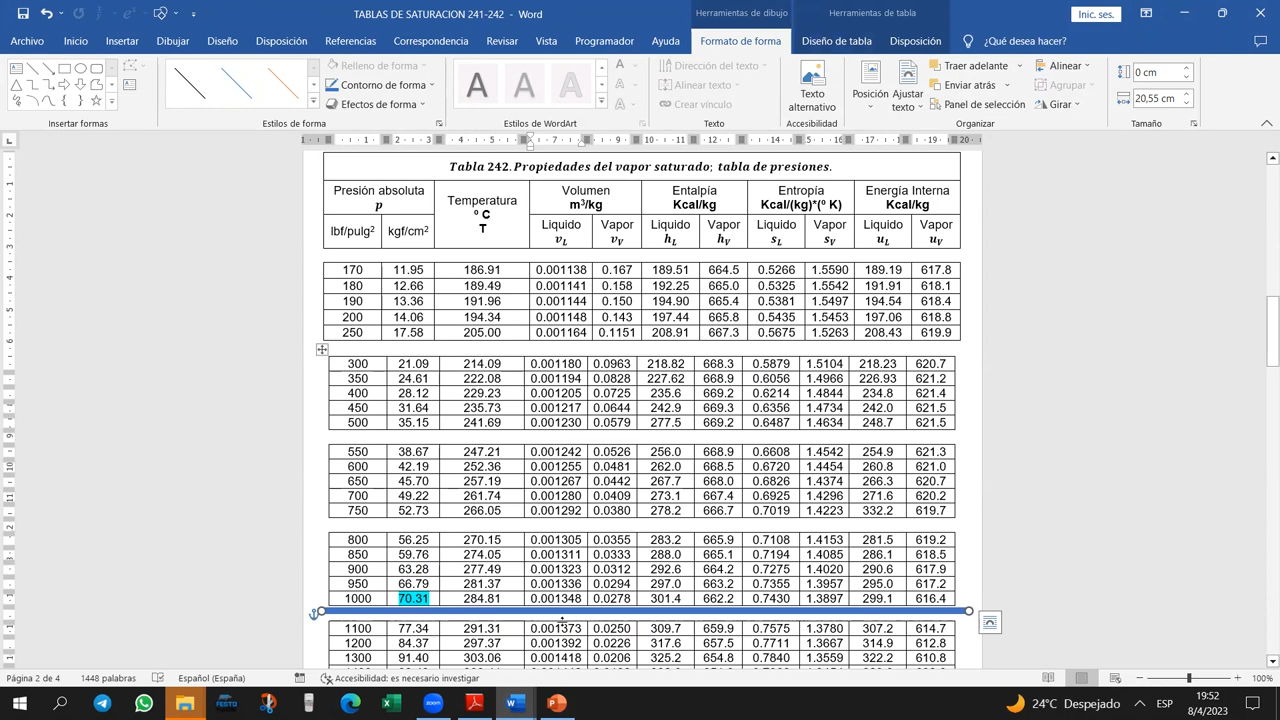 TABLAS DE SATURACION 241-242 - Word
Herramientas de dibujo
Herramientas de tabla
Inic. ses.
Archivo Inicio Insertar Dibujar Diseño Disposición Referencias Correspondencia Revisar Vista Programador Ayuda Formato de forma Diseño de tabla Disposición ¿Qué desea hacer?
Relleno de forma
Contorno de forma
Efectos de forma
A A A
Dirección del texto
Alinear texto
Crear vínculo
Texto alternativo
Posición
Ajustar texto
Traer adelante
Enviar atrás
Panel de selección
Alinear
Agrupar
Girar
0 cm
20,55 cm
Insertar formas
Estilos de forma
Estilos de WordArt
Texto
Accesibilidad
Organizar
Tamaño
Tabla 242. Propiedades del vapor saturado; tabla de presiones.
Presión absoluta p Temperatura º C T Volumen m³/kg Entalpía Kcal/kg Entropía Kcal/(kg)*(º K) Energía Interna Kcal/kg
lbf/pulg² kgf/cm² Liquido vL Vapor vV Liquido hL Vapor hV Liquido sL Vapor sV Liquido uL Vapor uV
170 11.95 186.91 0.001138 0.167 189.51 664.5 0.5266 1.5590 189.19 617.8
180 12.66 189.49 0.001141 0.158 192.25 665.0 0.5325 1.5542 191.91 618.1
190 13.36 191.96 0.001144 0.150 194.90 665.4 0.5381 1.5497 194.54 618.4
200 14.06 194.34 0.001148 0.143 197.44 665.8 0.5435 1.5453 197.06 618.8
250 17.58 205.00 0.001164 0.1151 208.91 667.3 0.5675 1.5263 208.43 619.9
300 21.09 214.09 0.001180 0.0963 218.82 668.3 0.5879 1.5104 218.23 620.7
350 24.61 222.08 0.001194 0.0828 227.62 668.9 0.6056 1.4966 226.93 621.2
400 28.12 229.23 0.001205 0.0725 235.6 669.2 0.6214 1.4844 234.8 621.4
450 31.64 235.73 0.001217 0.0644 242.9 669.3 0.6356 1.4734 242.0 621.5
500 35.15 241.69 0.001230 0.0579 277.5 669.2 0.6487 1.4634 248.7 621.5
550 38.67 247.21 0.001242 0.0526 256.0 668.9 0.6608 1.4542 254.9 621.3
600 42.19 252.36 0.001255 0.0481 262.0 668.5 0.6720 1.4454 260.8 621.0
650 45.70 257.19 0.001267 0.0442 267.7 668.0 0.6826 1.4374 266.3 620.7
700 49.22 261.74 0.001280 0.0409 273.1 667.4 0.6925 1.4296 271.6 620.2
750 52.73 266.05 0.001292 0.0380 278.2 666.7 0.7019 1.4223 332.2 619.7
800 56.25 270.15 0.001305 0.0355 283.2 665.9 0.7108 1.4153 281.5 619.2
850 59.76 274.05 0.001311 0.0333 288.0 665.1 0.7194 1.4085 286.1 618.5
900 63.28 277.49 0.001323 0.0312 292.6 664.2 0.7275 1.4020 290.6 617.9
950 66.79 281.37 0.001336 0.0294 297.0 663.2 0.7355 1.3957 295.0 617.2
1000 70.31 284.81 0.001348 0.0278 301.4 662.2 0.7430 1.3897 299.1 616.4
1100 77.34 291.31 0.001373 0.0250 309.7 659.9 0.7575 1.3780 307.2 614.7
1200 84.37 297.37 0.001392 0.0226 317.6 657.5 0.7711 1.3667 314.9 612.8
1300 91.40 303.06 0.001418 0.0206 325.2 654.8 0.7840 1.3559 322.2 610.8
Página 2 de 4 1448 palabras Español (España) Accesibilidad: es necesario investigar 100%
FESTO zoom 24°C Despejado ESP 19:52
8/4/2023